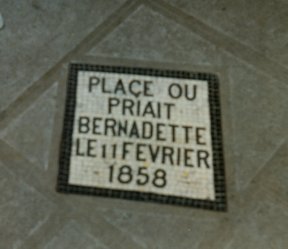 PLAÇE OU
PRIAIT
BERNADETTE
LE 11 FEVRIER
1858